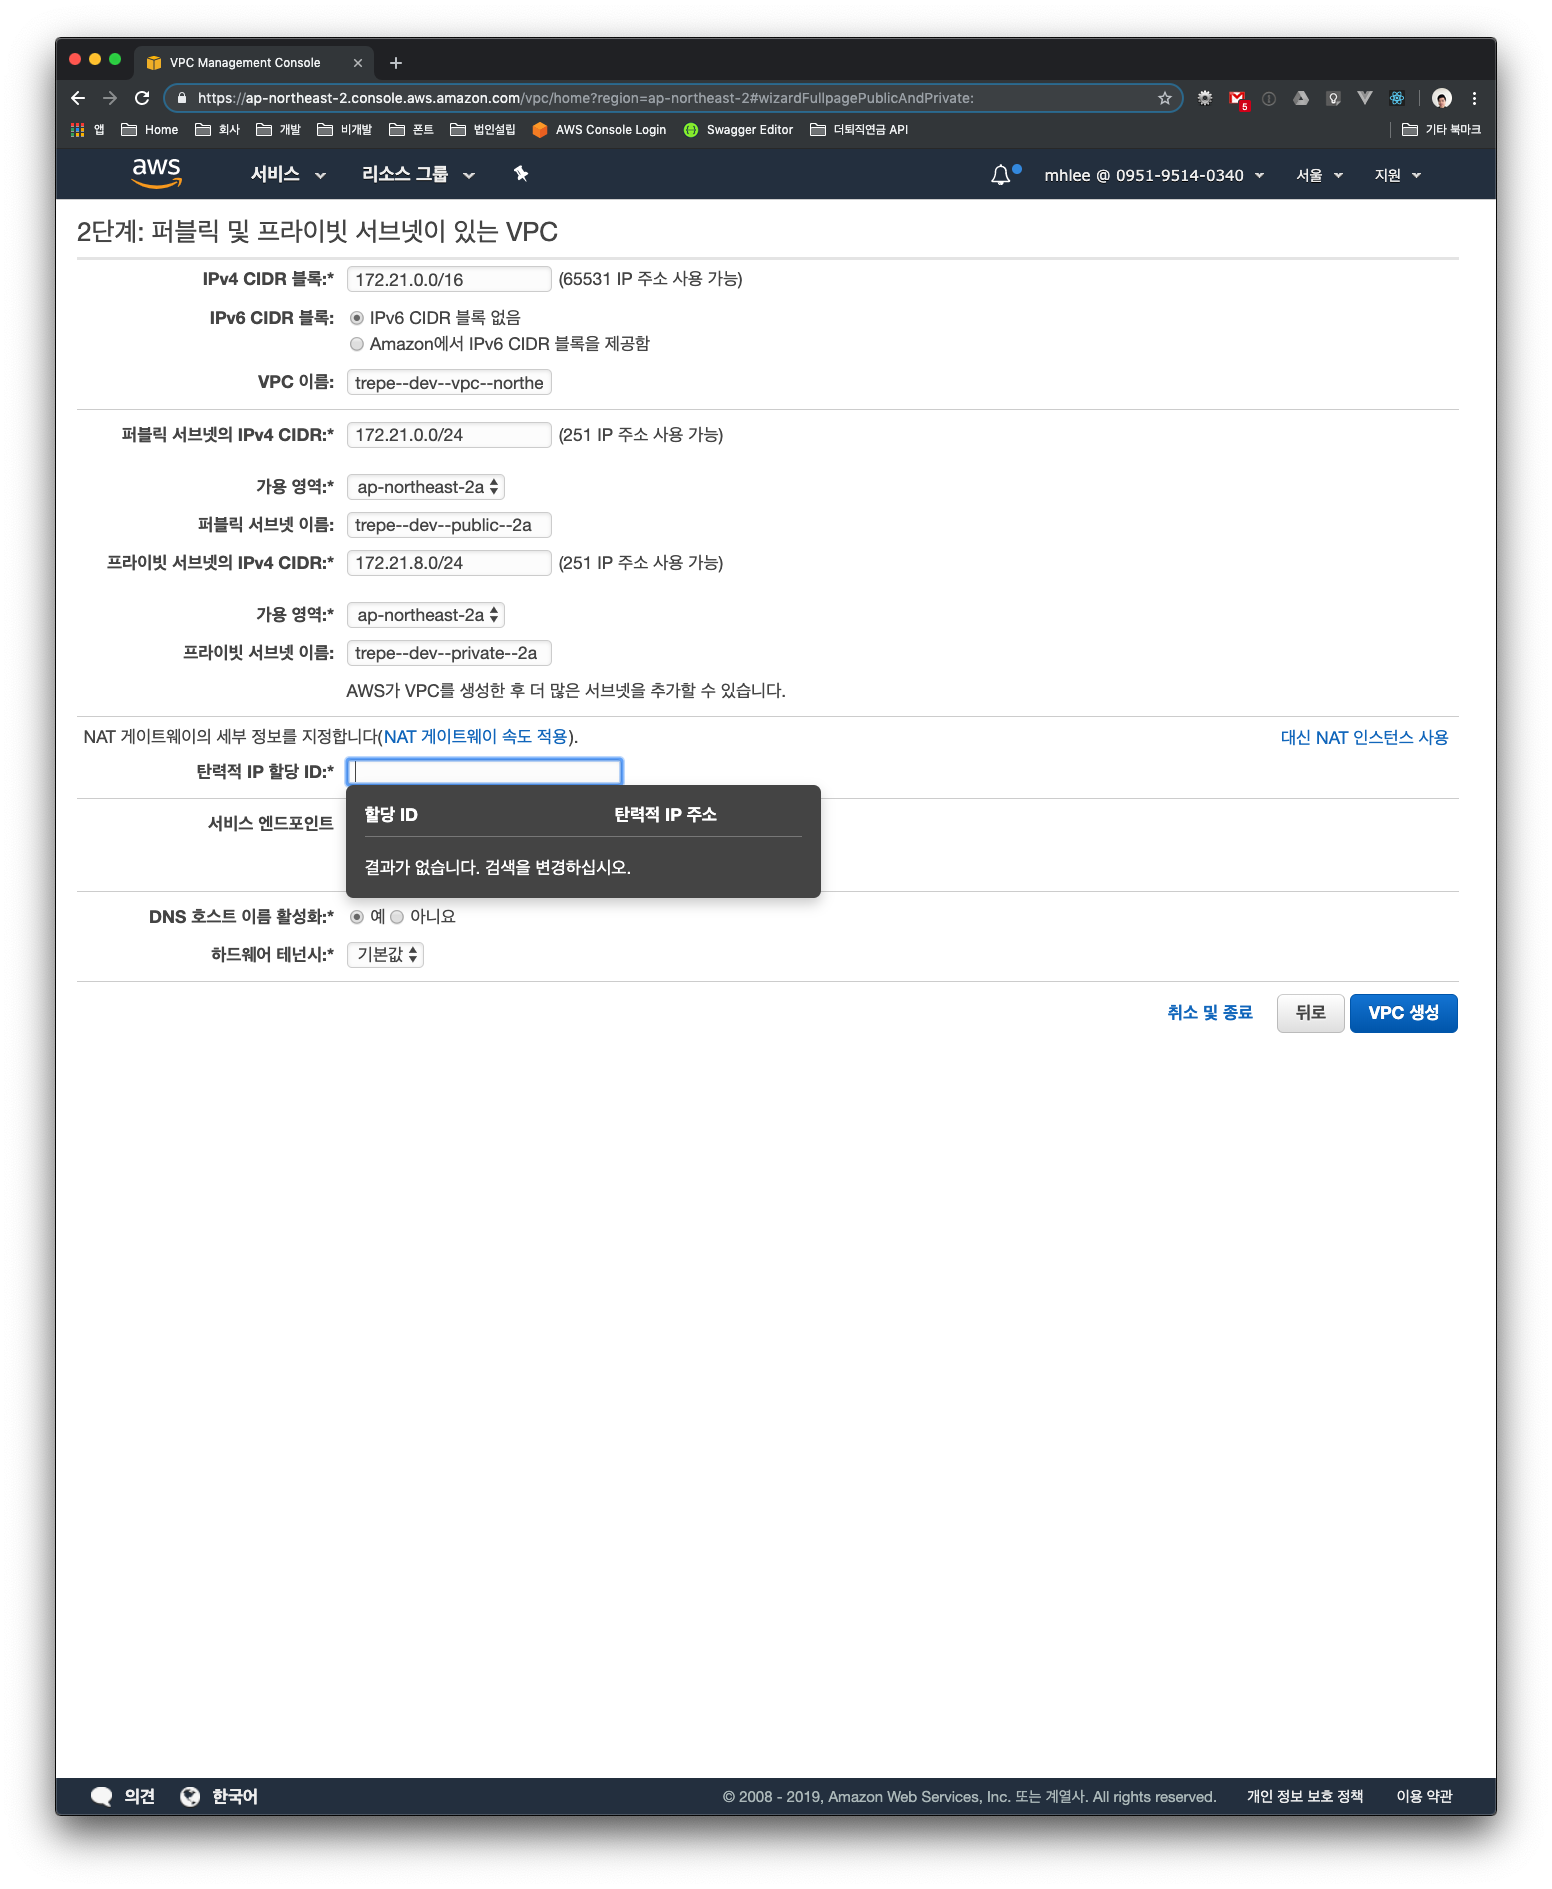 VPC Management Console
https://ap-northeast-2.console.aws.amazon.com/vpc/home?region=ap-northeast-2#wizardFullpagePublicAndPrivate:
5
앱 Home 회사 개발 비개발 폰트 법인설립 AWS Console Login Swagger Editor 더퇴직연금 API 기타 북마크
aws 서비스 리소스 그룹 mhlee @ 0951-9514-0340 서울 지원
2단계: 퍼블릭 및 프라이빗 서브넷이 있는 VPC
IPv4 CIDR 블록:* 172.21.0.0/16 (65531 IP 주소 사용 가능)
IPv6 CIDR 블록: IPv6 CIDR 블록 없음
Amazon에서 IPv6 CIDR 블록을 제공함
VPC 이름: trepe--dev--vpc--northe
퍼블릭 서브넷의 IPv4 CIDR:* 172.21.0.0/24 (251 IP 주소 사용 가능)
가용 영역:* ap-northeast-2a
퍼블릭 서브넷 이름: trepe--dev--public--2a
프라이빗 서브넷의 IPv4 CIDR:* 172.21.8.0/24 (251 IP 주소 사용 가능)
가용 영역:* ap-northeast-2a
프라이빗 서브넷 이름: trepe--dev--private--2a
AWS가 VPC를 생성한 후 더 많은 서브넷을 추가할 수 있습니다.
NAT 게이트웨이의 세부 정보를 지정합니다(NAT 게이트웨이 속도 적용). 대신 NAT 인스턴스 사용
탄력적 IP 할당 ID:*
할당 ID 탄력적 IP 주소
서비스 엔드포인트
결과가 없습니다. 검색을 변경하십시오.
DNS 호스트 이름 활성화:* 예 아니요
하드웨어 테넌시:* 기본값
취소 및 종료 뒤로 VPC 생성
의견 한국어 © 2008 - 2019, Amazon Web Services, Inc. 또는 계열사. All rights reserved. 개인 정보 보호 정책 이용 약관